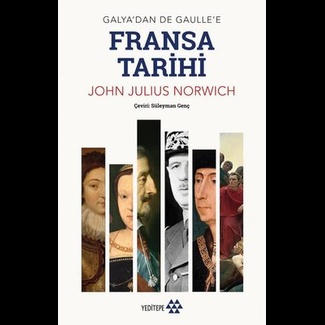 GALYA'DAN DE GAULLE'E
FRANSA
TARİHİ
JOHN JULIUS NORWICH
Çeviri: Süleyman Genç
YEDİTEPE